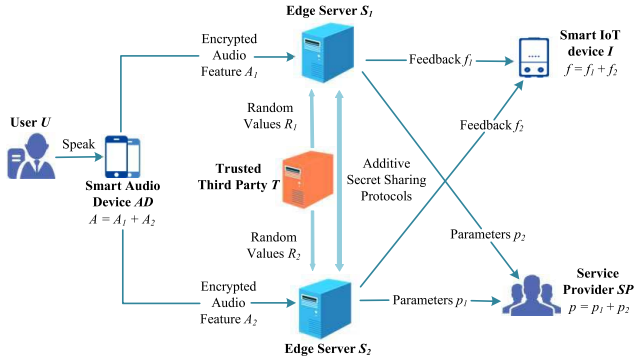 Edge Server S1
Encrypted
Audio
Feature A1
Feedback f1
Smart IoT
device I
f = f1 + f2
Random
Values R1
Feedback f2
User U
Speak
Smart Audio
Device AD
A = A1 + A2
Trusted
Third Party T
Additive
Secret Sharing
Protocols
Random
Values R2
Parameters p2
Encrypted
Audio
Feature A2
Parameters p1
Service
Provider SP
p = p1 + p2
Edge Server S2